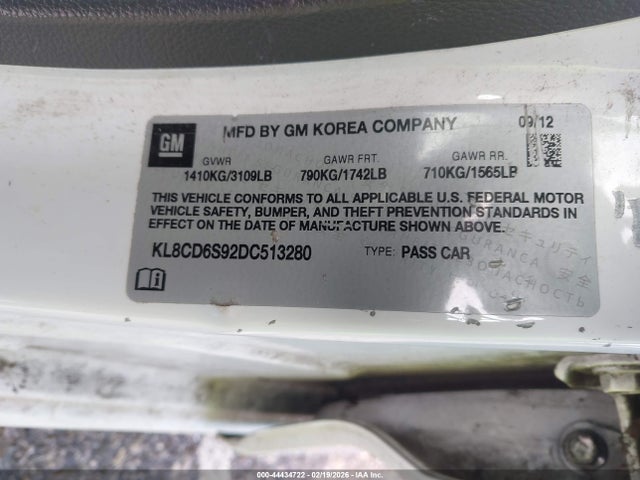 GM
MFD BY GM KOREA COMPANY
09/12
GVWR GAWR FRT. GAWR RR.
1410KG/3109LB 790KG/1742LB 710KG/1565LB
THIS VEHICLE CONFORMS TO ALL APPLICABLE U.S. FEDERAL MOTOR
VEHICLE SAFETY, BUMPER, AND THEFT PREVENTION STANDARDS IN
EFFECT ON THE DATE OF MANUFACTURE SHOWN ABOVE.
KL8CD6S92DC513280 TYPE: PASS CAR
000-44434722 - 02/19/2026 - IAAI, Inc.